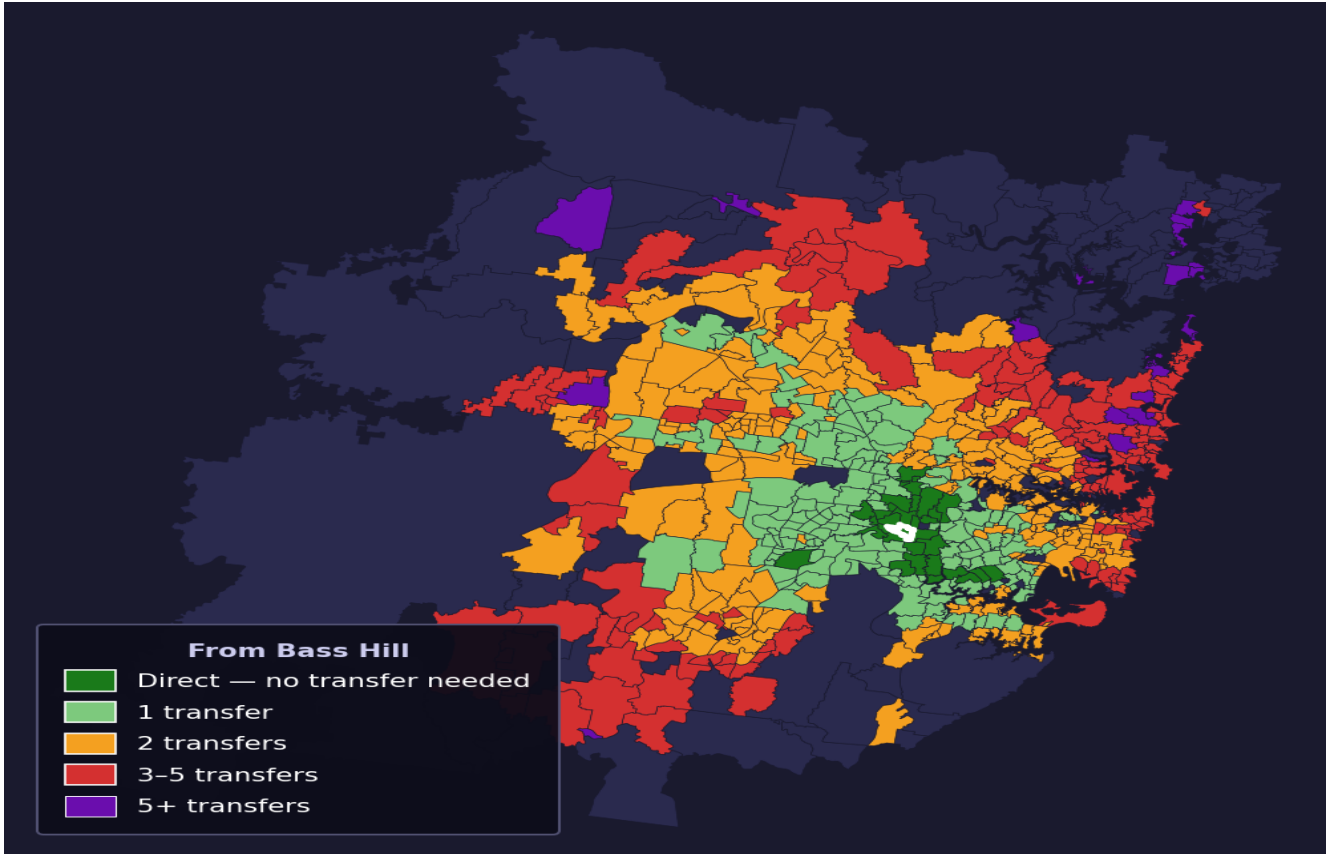 From Bass Hill
Direct — no transfer needed
1 transfer
2 transfers
3–5 transfers
5+ transfers